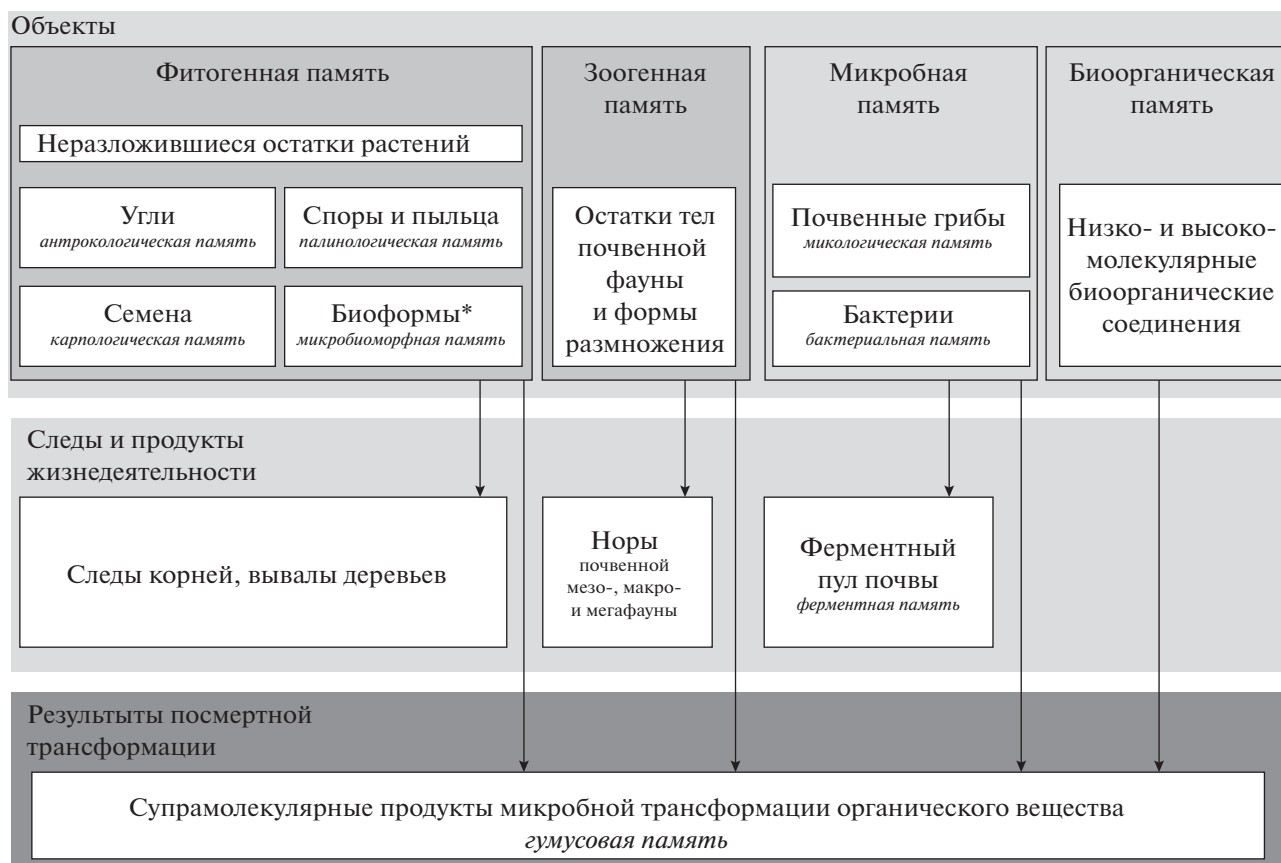 Объекты
Фитогенная память
Неразложившиеся остатки растений
Угли
антрокологическая память
Споры и пыльца
палинологическая память
Семена
карпологическая память
Биоформы*
микробиоморфная память
Зоогенная
память
Остатки тел
почвенной
фауны
и формы
размножения
Микробная
память
Почвенные грибы
микологическая память
Бактерии
бактериальная память
Биоорганическая
память
Низко- и высоко-
молекулярные
биоорганические
соединения
Следы и продукты
жизнедеятельности
Следы корней, вывалы деревьев
Норы
почвенной
мезо-, макро-
и мегафауны
Ферментный
пул почвы
ферментная память
Результыты посмертной
трансформации
Супрамолекулярные продукты микробной трансформации органического вещества
гумусовая память